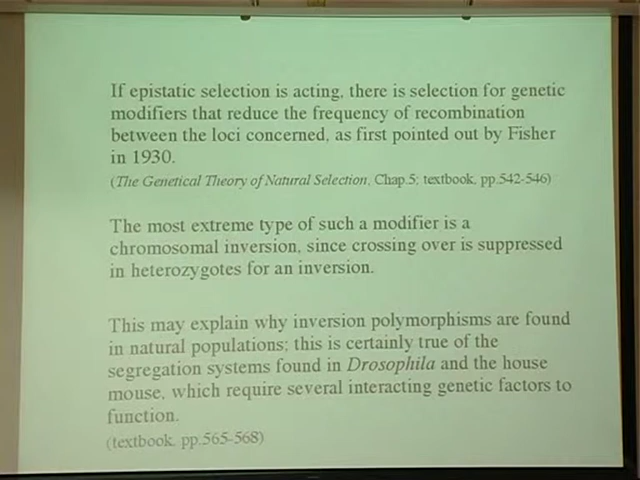 If epistatic selection is acting, there is selection for genetic
modifiers that reduce the frequency of recombination
between the loci concerned, as first pointed out by Fisher
in 1930.
(The Genetical Theory of Natural Selection, Chap.5; textbook, pp.542-546)
The most extreme type of such a modifier is a
chromosomal inversion, since crossing over is suppressed
in heterozygotes for an inversion.
This may explain why inversion polymorphisms are found
in natural populations; this is certainly true of the
segregation systems found in Drosophila and the house
mouse, which require several interacting genetic factors to
function.
(textbook, pp.565-568)